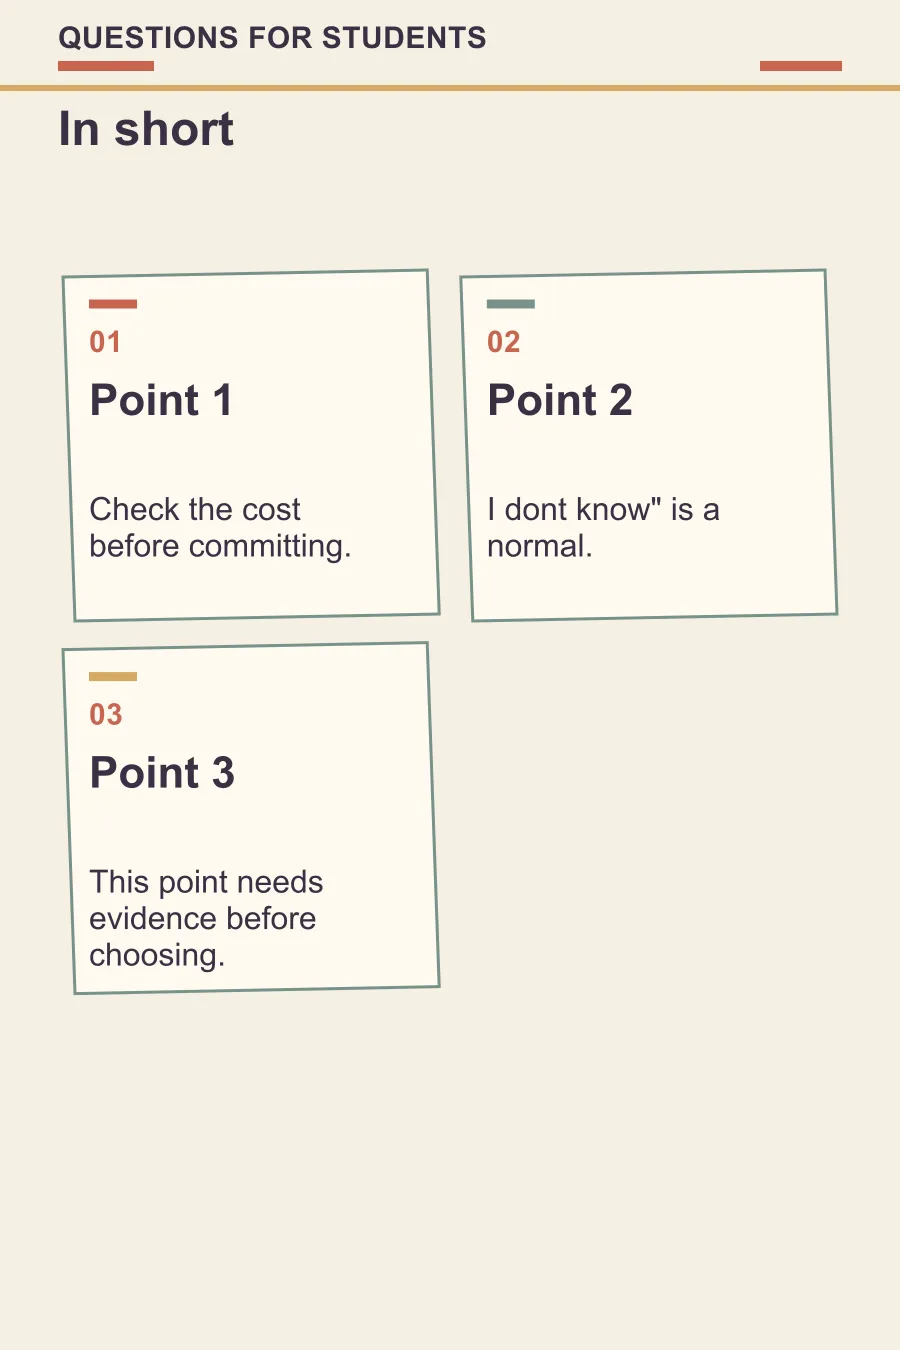 QUESTIONS FOR STUDENTS
In short
01
Point 1
Check the cost
before committing.
02
Point 2
I dont know" is a
normal.
03
Point 3
This point needs
evidence before
choosing.